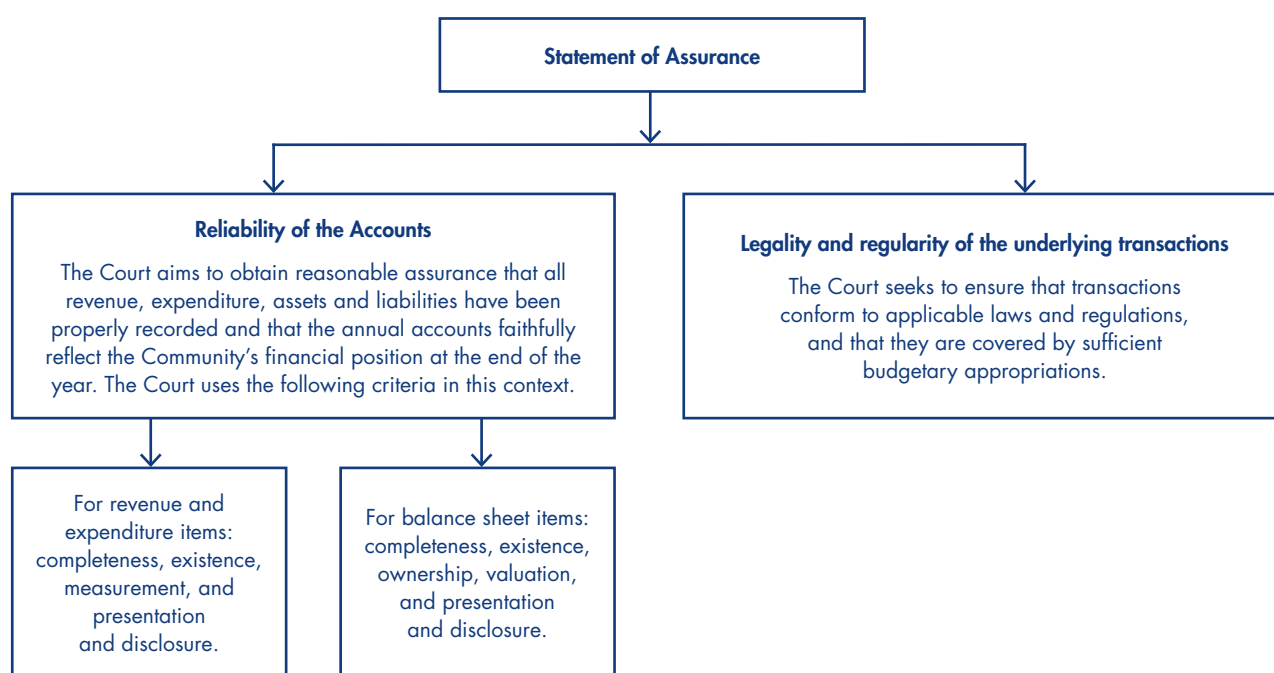 Statement of Assurance
Reliability of the Accounts
The Court aims to obtain reasonable assurance that all
revenue, expenditure, assets and liabilities have been
properly recorded and that the annual accounts faithfully
reflect the Community’s financial position at the end of the
year. The Court uses the following criteria in this context.
Legality and regularity of the underlying transactions
The Court seeks to ensure that transactions
conform to applicable laws and regulations,
and that they are covered by sufficient
budgetary appropriations.
For revenue and
expenditure items:
completeness, existence,
measurement, and
presentation
and disclosure.
For balance sheet items:
completeness, existence,
ownership, valuation,
and presentation
and disclosure.